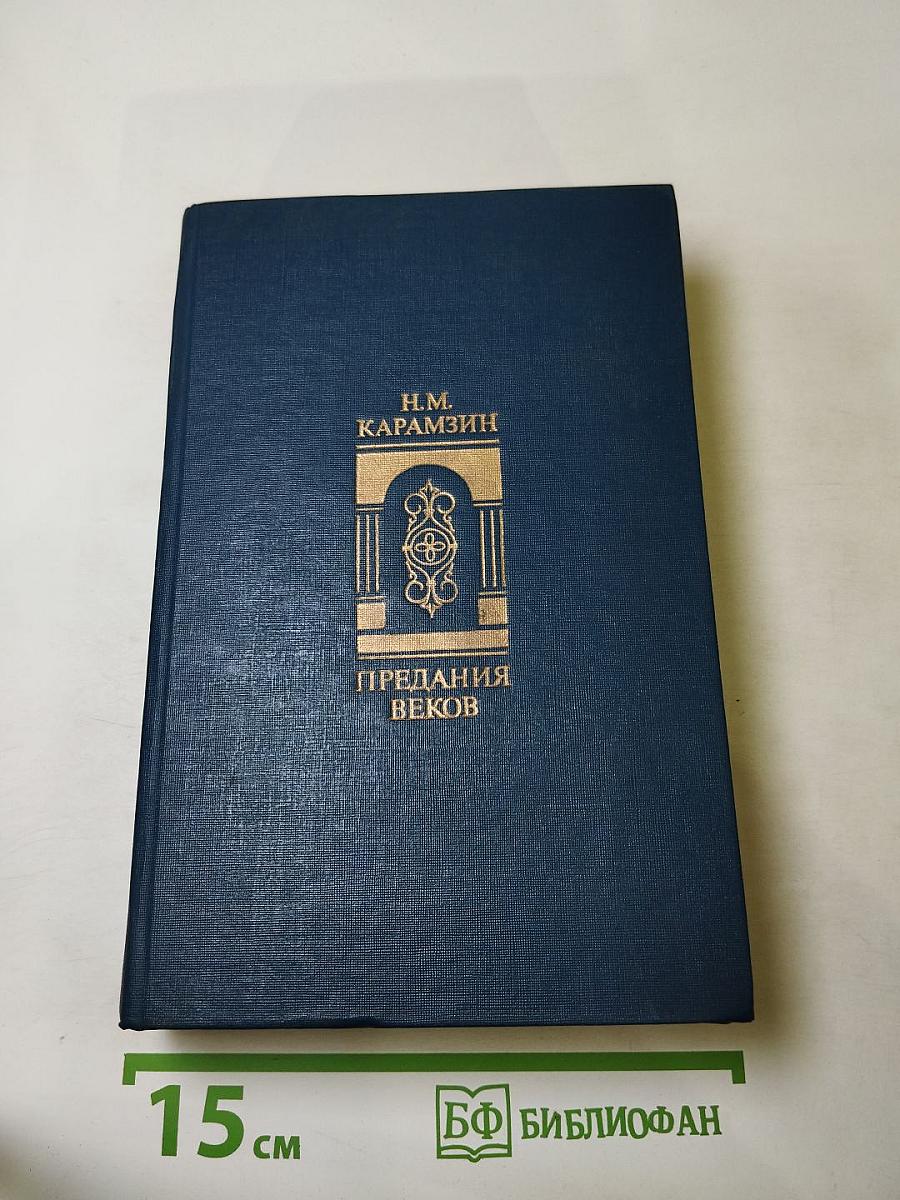 Н.М.
КАРАМЗИН
ПРЕДАНИЯ
ВЕКОВ
15 см
БФ БИБЛИОФАН